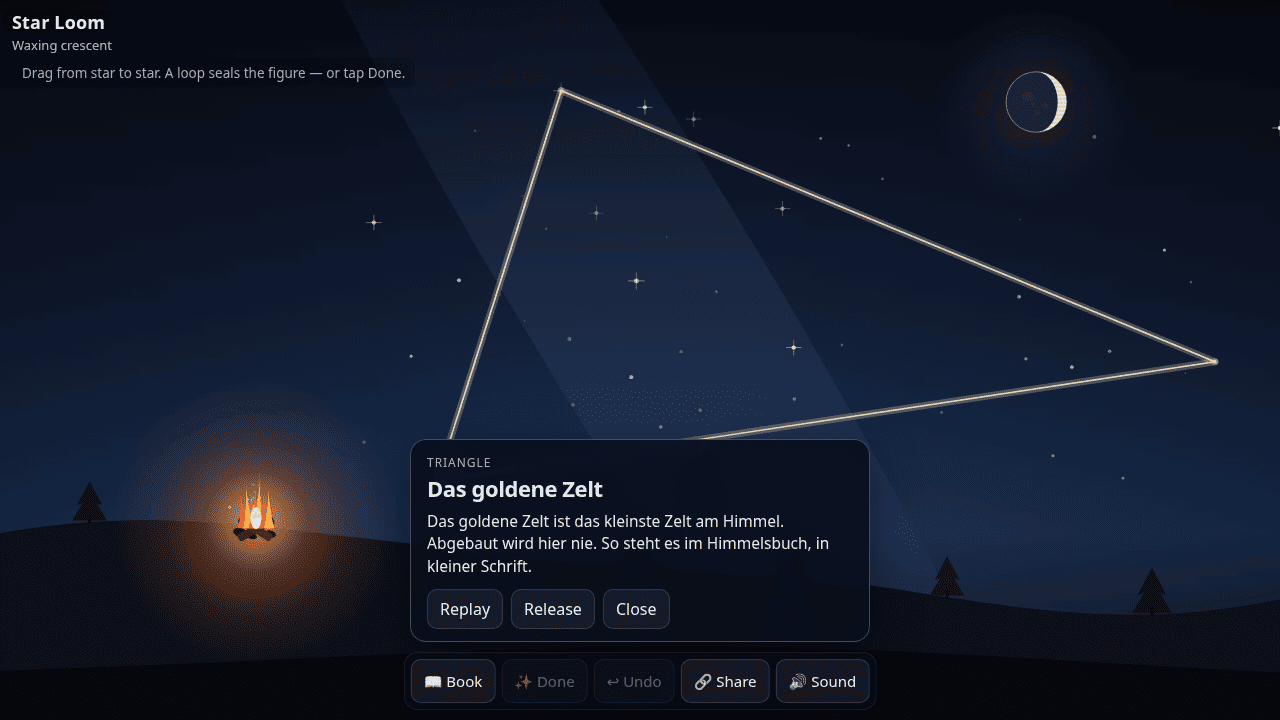 Star Loom
Waxing crescent
Drag from star to star. A loop seals the figure — or tap Done.
TRIANGLE
Das goldene Zelt
Das goldene Zelt ist das kleinste Zelt am Himmel.
Abgebaut wird hier nie. So steht es im Himmelsbuch, in
kleiner Schrift.
Replay Release Close
📖 Book ✨ Done ↩ Undo 🔗 Share 🔊 Sound